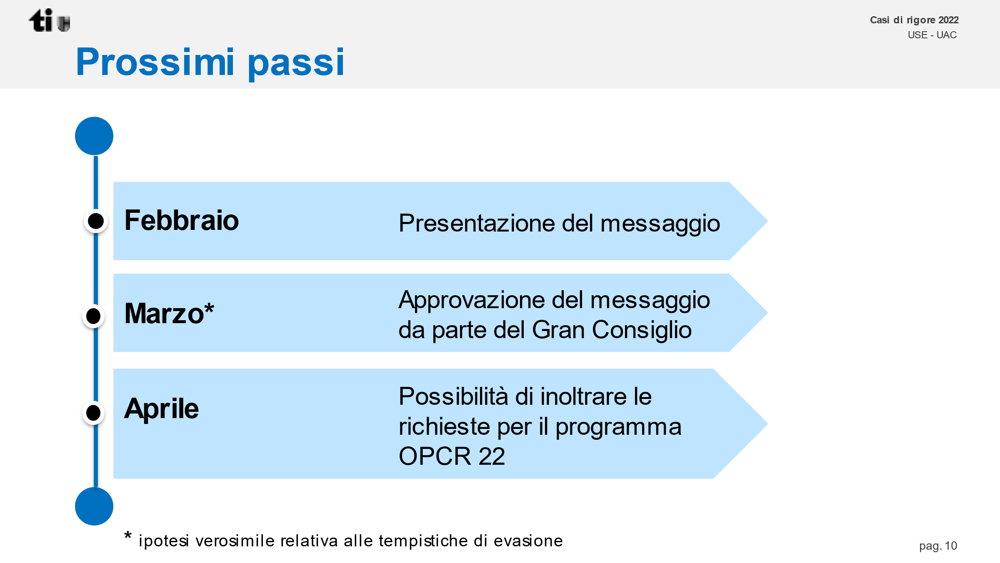 ti
Casi di rigore 2022
USE - UAC
Prossimi passi
Febbraio
Presentazione del messaggio
Marzo*
Approvazione del messaggio
da parte del Gran Consiglio
Aprile
Possibilità di inoltrare le
richieste per il programma
OPCR 22
* ipotesi verosimile relativa alle tempistiche di evasione
pag. 10